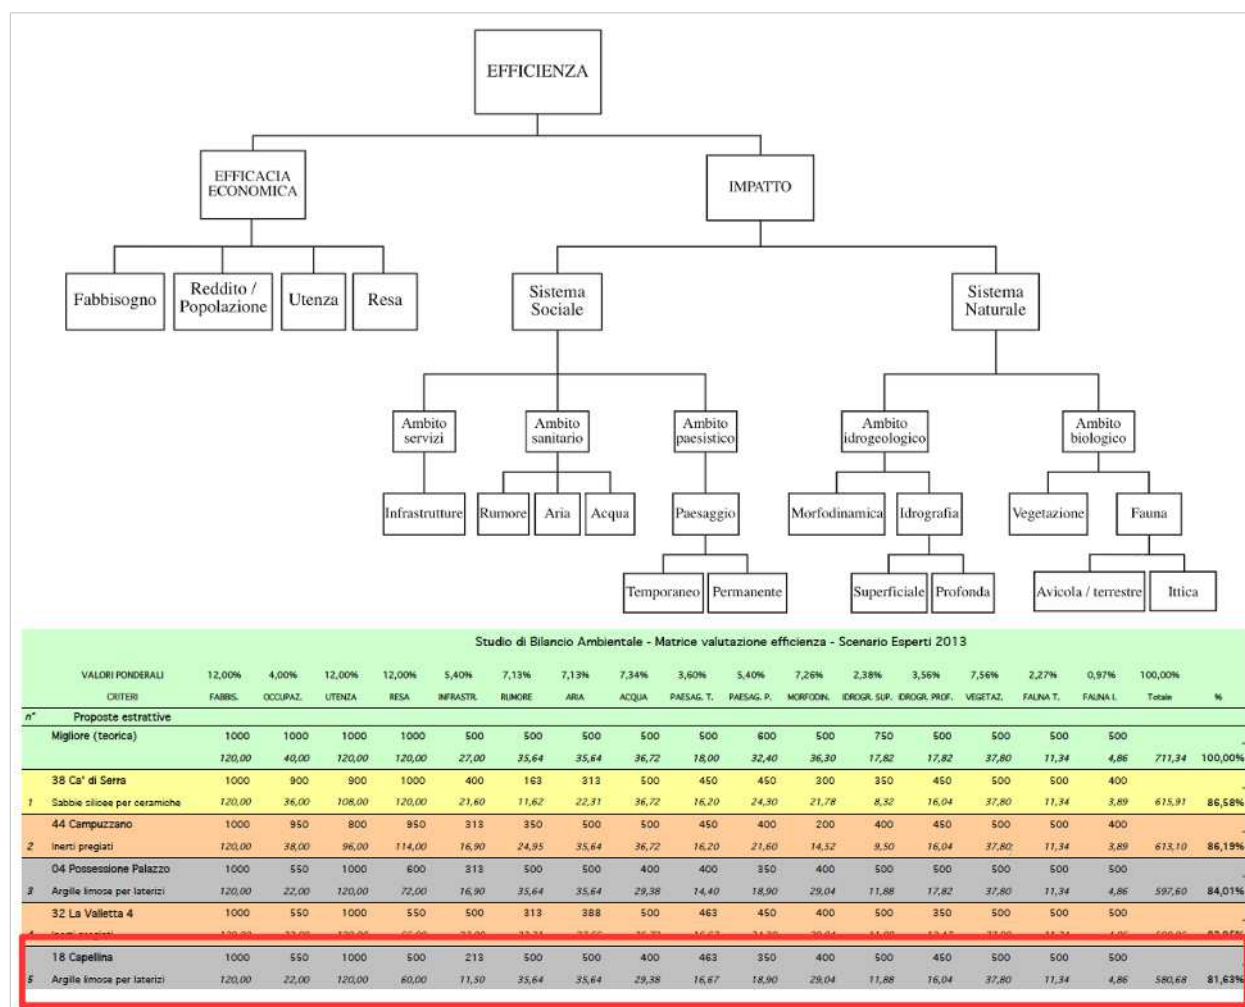 EFFICIENZA
EFFICACIA
ECONOMICA
IMPATTO
Fabbisogno
Reddito /
Popolazione
Utenza
Resa
Sistema
Sociale
Sistema
Naturale
Ambito
servizi
Ambito
sanitario
Ambito
paesistico
Ambito
idrogeologico
Ambito
biologico
Infrastrutture
Rumore
Aria
Acqua
Paesaggio
Morfodinamica
Idrografia
Vegetazione
Fauna
Temporaneo
Permanente
Superficiale
Profonda
Avicola / terrestre
Ittica
Studio di Bilancio Ambientale - Matrice valutazione efficienza - Scenario Esperti 2013
VALORI PONDERALI 12,00% 4,00% 12,00% 12,00% 5,40% 7,13% 7,13% 7,34% 3,60% 5,40% 7,26% 2,38% 3,56% 7,56% 2,27% 0,97% 100,00%
CRITERI FABBIS. OCCUPAZ. UTENZA RESA INFRASTR. RUMORE ARIA ACQUA PAESAG. T. PAESAG. P. MORFODIN. IDROGR. SUP. IDROGR. PROF. VEGETAZ. FAUNA T. FAUNA I. Totale %
n° Proposte estrattive
Migliore (teorica) 1000 1000 1000 1000 500 500 500 500 500 600 500 750 500 500 500 500
120,00 40,00 120,00 120,00 27,00 35,64 35,64 36,72 18,00 32,40 36,30 17,82 17,82 37,80 11,34 4,86 711,34 100,00%
38 Ca' di Serra 1000 900 900 1000 400 163 313 500 450 450 300 350 450 500 500 400
1 Sabbie silicee per ceramiche 120,00 36,00 108,00 120,00 21,60 11,62 22,31 36,72 16,20 24,30 21,78 8,32 16,04 37,80 11,34 3,89 615,91 86,58%
44 Campuzzano 1000 950 800 950 313 350 500 500 450 400 200 400 450 500 500 400
2 Inerti pregiati 120,00 38,00 96,00 114,00 16,90 24,95 35,64 36,72 16,20 21,60 14,52 9,50 16,04 37,80 11,34 3,89 613,10 86,19%
04 Possessione Palazzo 1000 550 1000 600 313 500 500 400 400 350 400 500 500 500 500 500
3 Argille limose per laterizi 120,00 22,00 120,00 72,00 16,90 35,64 35,64 29,38 14,40 18,90 29,04 11,88 17,82 37,80 11,34 4,86 597,60 84,01%
32 La Valletta 4 1000 550 1000 550 500 313 388 500 463 450 400 500 350 500 500 500
18 Capellina 1000 550 1000 500 213 500 500 400 463 350 400 500 450 500 500 500
5 Argille limose per laterizi 120,00 22,00 120,00 60,00 11,50 35,64 35,64 29,38 16,67 18,90 29,04 11,88 16,04 37,80 11,34 4,86 580,68 81,63%